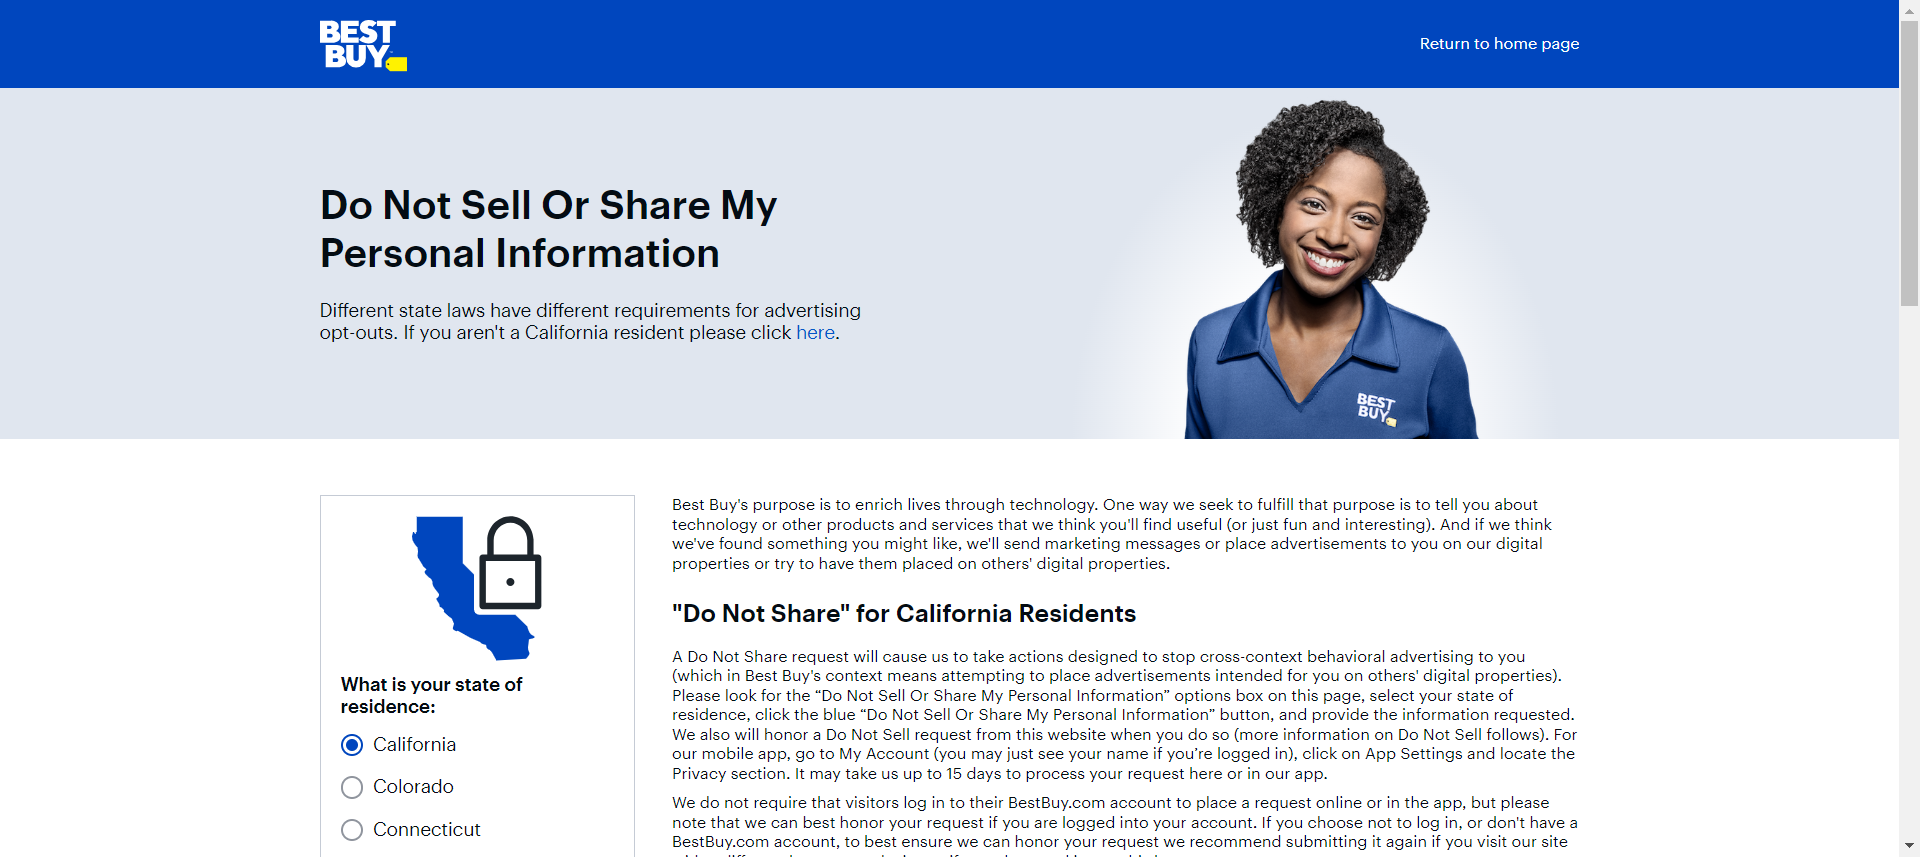 BEST
BUY
Return to home page
Do Not Sell Or Share My
Personal Information
Different state laws have different requirements for advertising
opt-outs. If you aren't a California resident please click here.
BEST
BUY
What is your state of
residence:
California
Colorado
Connecticut
Best Buy's purpose is to enrich lives through technology. One way we seek to fulfill that purpose is to tell you about
technology or other products and services that we think you'll find useful (or just fun and interesting). And if we think
we've found something you might like, we'll send marketing messages or place advertisements to you on our digital
properties or try to have them placed on others' digital properties.
"Do Not Share" for California Residents
A Do Not Share request will cause us to take actions designed to stop cross-context behavioral advertising to you
(which in Best Buy's context means attempting to place advertisements intended for you on others' digital properties).
Please look for the “Do Not Sell Or Share My Personal Information” options box on this page, select your state of
residence, click the blue “Do Not Sell Or Share My Personal Information” button, and provide the information requested.
We also will honor a Do Not Sell request from this website when you do so (more information on Do Not Sell follows). For
our mobile app, go to My Account (you may just see your name if you’re logged in), click on App Settings and locate the
Privacy section. It may take us up to 15 days to process your request here or in our app.
We do not require that visitors log in to their BestBuy.com account to place a request online or in the app, but please
note that we can best honor your request if you are logged into your account. If you choose not to log in, or don't have a
BestBuy.com account, to best ensure we can honor your request we recommend submitting it again if you visit our site